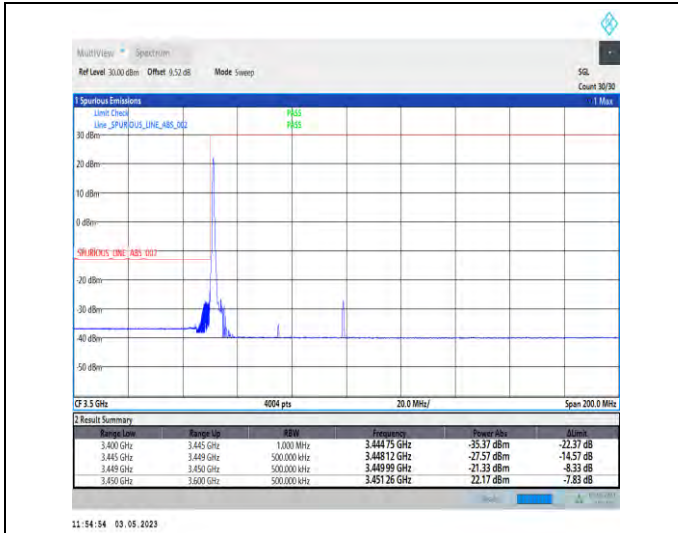 MultiView Spectrum
Ref Level 30.00 dBm Offset 9.52 dB Mode Sweep SGL
Count 30/30
1 Spurious Emissions 1 Max
Limit Check PASS
Line _SPURIOUS_LINE_ABS_002 PASS
30 dBm
20 dBm
10 dBm
0 dBm
_SPURIOUS_LINE_ABS_002
-20 dBm
-30 dBm
-40 dBm
-50 dBm
CF 3.5 GHz 4004 pts 20.0 MHz/ Span 200.0 MHz
2 Result Summary
Range Low Range Up RBW Frequency Power Abs ΔLimit
3.400 GHz 3.445 GHz 1.000 MHz 3.444 75 GHz -35.37 dBm -22.37 dB
3.445 GHz 3.449 GHz 500.000 kHz 3.448 12 GHz -27.57 dBm -14.57 dB
3.449 GHz 3.450 GHz 500.000 kHz 3.449 99 GHz -21.33 dBm -8.33 dB
3.450 GHz 3.600 GHz 500.000 kHz 3.451 26 GHz 22.17 dBm -7.83 dB
11:54:54 03.05.2023